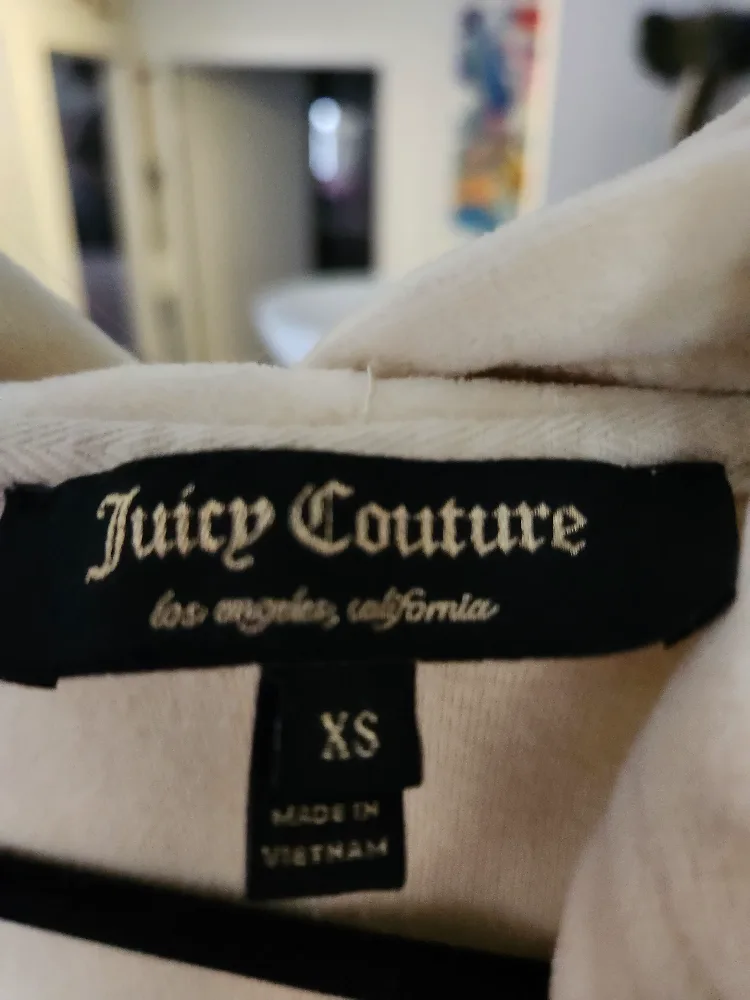 Juicy Couture
los angeles, california
XS
MADE IN
VIETNAM